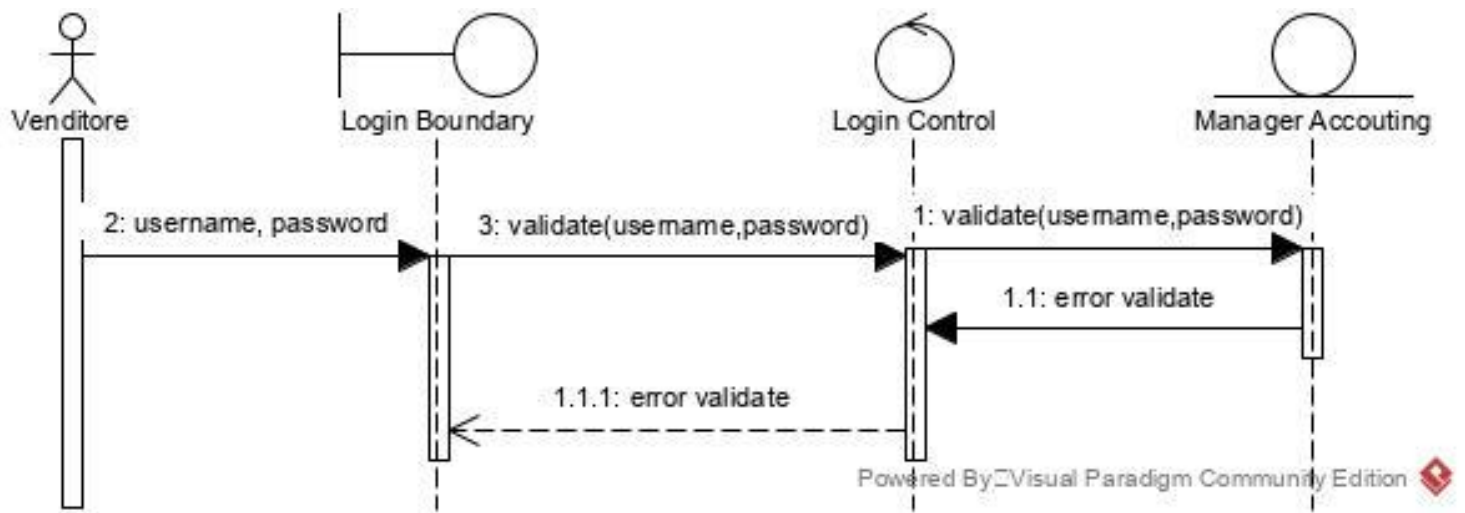 Venditore
Login Boundary
Login Control
Manager Accouting
2: username, password
3: validate(username,password)
1: validate(username,password)
1.1: error validate
1.1.1: error validate
Powered By Visual Paradigm Community Edition